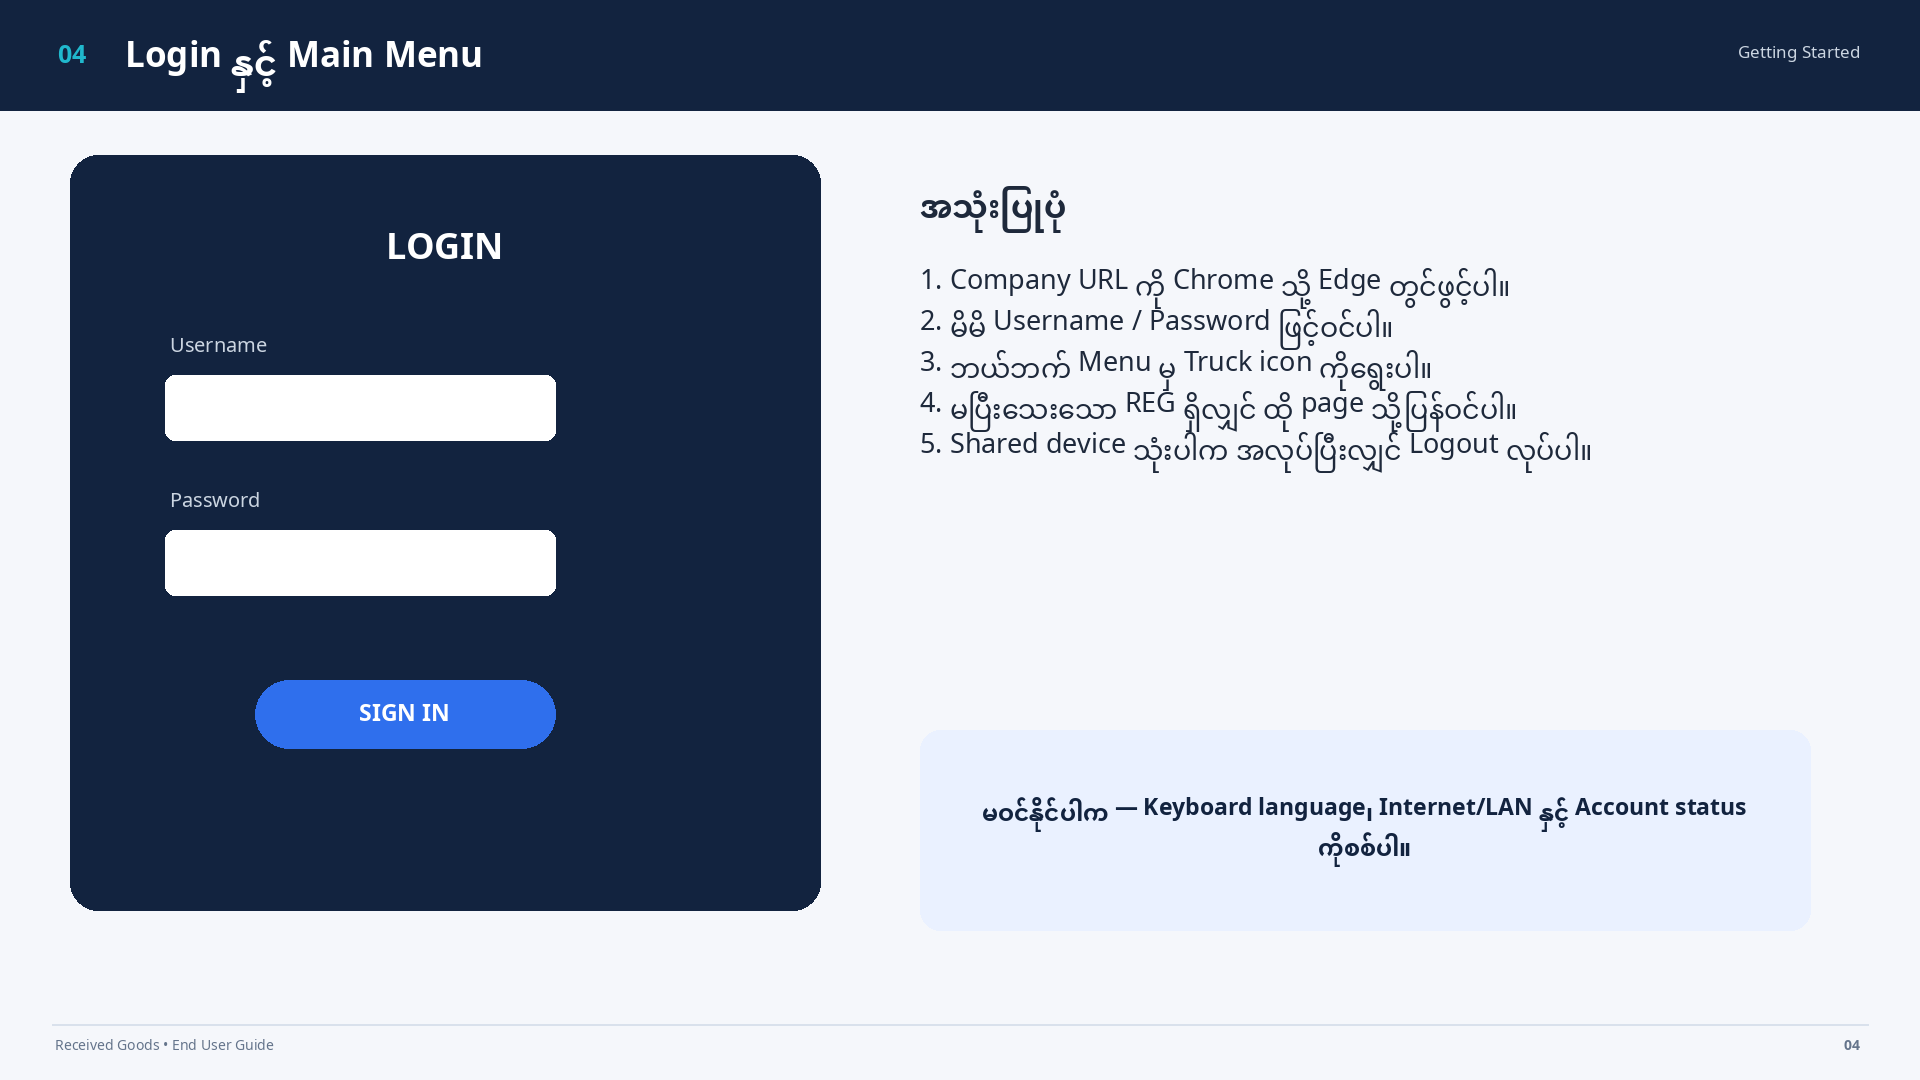 04 Login နှင့် Main Menu
Getting Started
LOGIN
Username
Password
SIGN IN
အသုံးပြုပုံ
1. Company URL ကို Chrome သို့ Edge တွင်ဖွင့်ပါ။
2. မိမိ Username / Password ဖြင့်ဝင်ပါ။
3. ဘယ်ဘက် Menu မှ Truck icon ကိုရွေးပါ။
4. မပြီးသေးသော REG ရှိလျှင် ထို page သို့ပြန်ဝင်ပါ။
5. Shared device သုံးပါက အလုပ်ပြီးလျှင် Logout လုပ်ပါ။
မဝင်နိုင်ပါက — Keyboard language၊ Internet/LAN နှင့် Account status
ကိုစစ်ပါ။
Received Goods • End User Guide
04